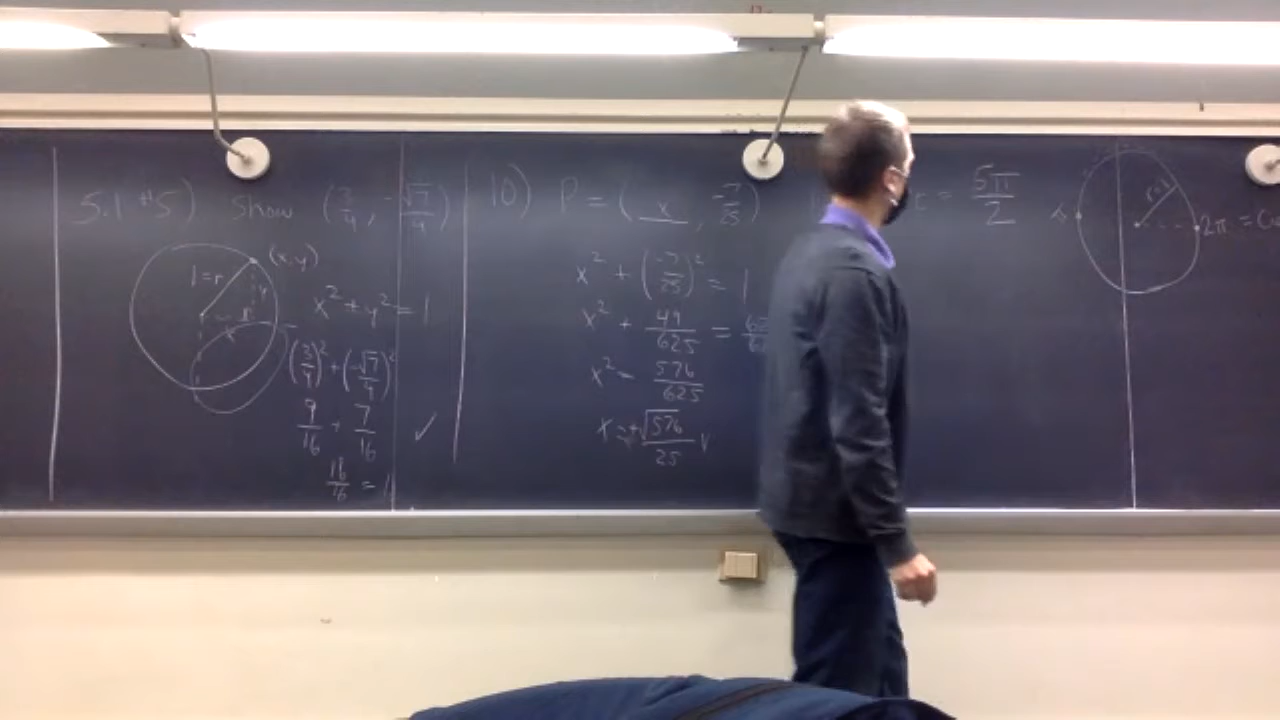 5.1 #5) Show (3/4, -√7/4)
1=r
(x,y)
x² + y² = 1
(3/4)² + (-√7/4)²
9/16 + 7/16 ✓
16/16 = 1
10) P = (x, -7/25)
x² + (-7/25)² = 1
x² + 49/625 =
x² = 576/625
x = ±√576/25
= 5π/2
2π =